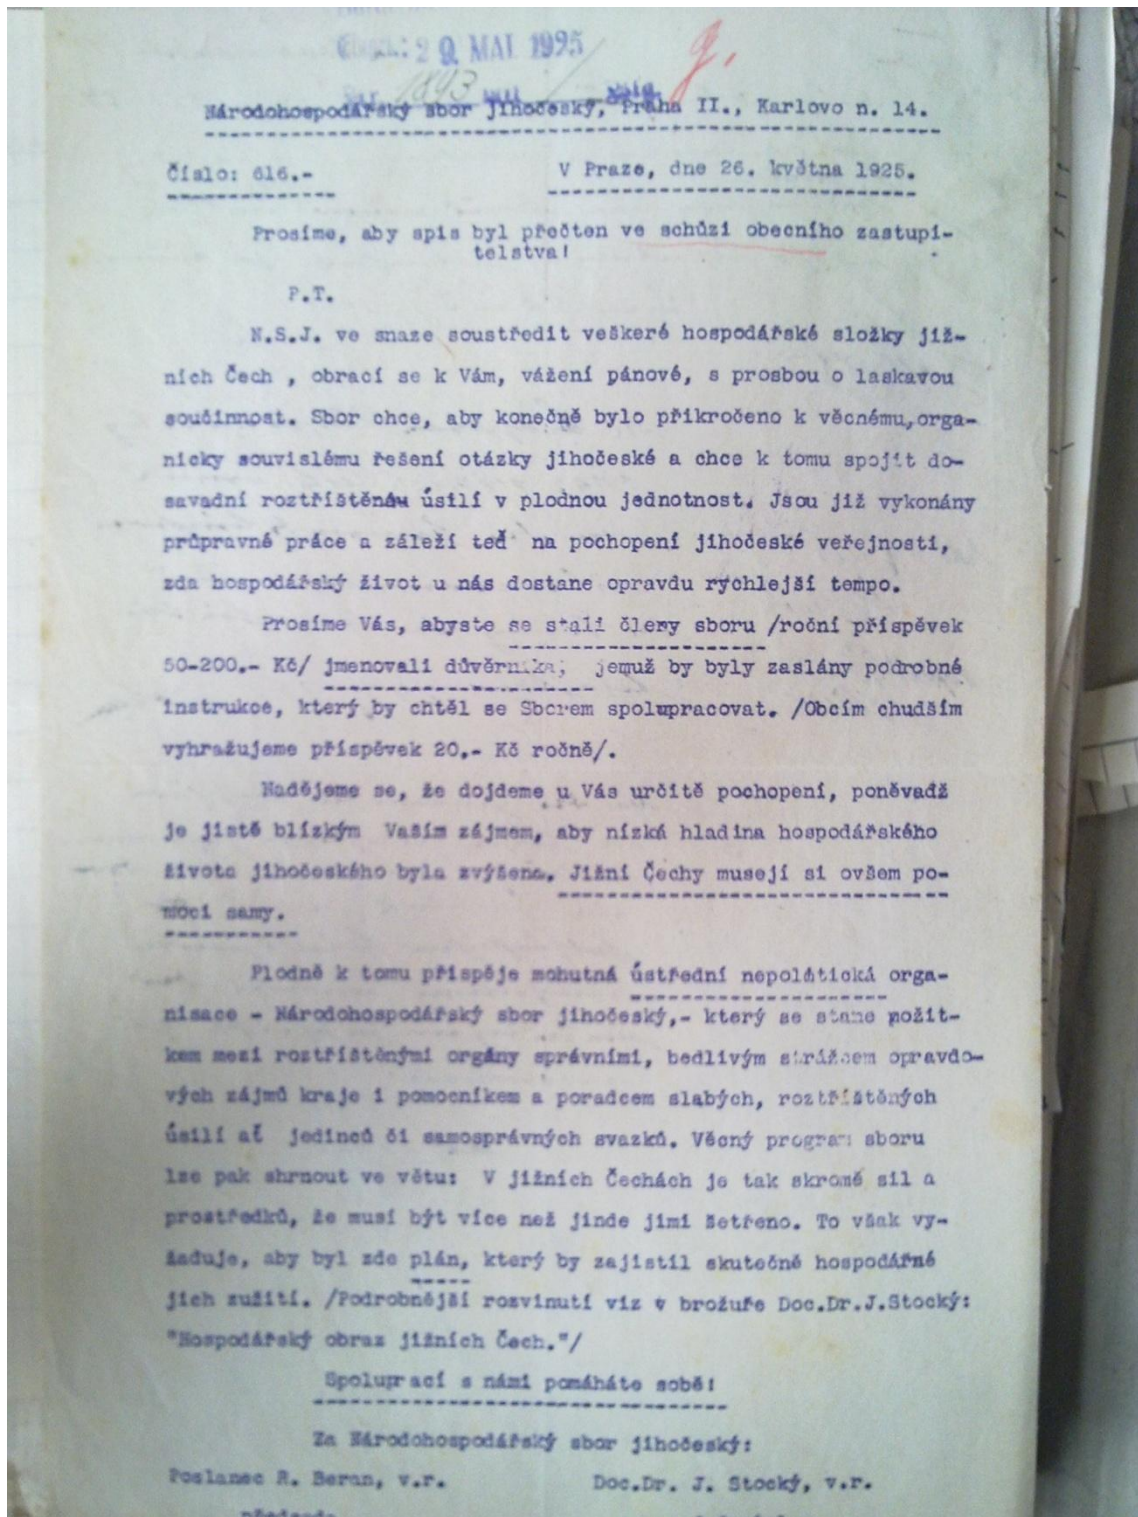 29 MAI 1925
1893
g.
Národohospodářský sbor jihočeský, Praha II., Karlovo n. 14.
Číslo: 616.- V Praze, dne 26. května 1925.
Prosíme, aby spis byl přečten ve schůzi obecního zastupi-
telstva!
P.T.
N.S.J. ve snaze soustředit veškeré hospodářské složky již-
ních Čech , obrací se k Vám, vážení pánové, s prosbou o laskavou
součinnost. Sbor chce, aby konečně bylo přikročeno k věcnému,orga-
nicky souvislému řešení otázky jihočeské a chce k tomu spojit do-
savadní roztříštěnou úsilí v plodnou jednotnost. Jsou již vykonány
průpravné práce a záleží teď na pochopení jihočeské veřejnosti,
zda hospodářský život u nás dostane opravdu rychlejší tempo.
Prosíme Vás, abyste se stali členy sboru /roční příspěvek
50-200.- Kč/ jmenovali důvěrníka, jemuž by byly zaslány podrobné
instrukce, který by chtěl se Sborem spolupracovat. /Obcím chudším
vyhražujeme příspěvek 20.- Kč ročně/.
Nadějeme se, že dojdeme u Vás určitě pochopení, poněvadž
je jistě blízkým Vaším zájmem, aby nízká hladina hospodářského
života jihočeského byla zvýšena. Jižní Čechy musejí si ovšem po-
moci samy.
Plodně k tomu přispěje mohutná ústřední nepolitická orga-
nisace - Národohospodářský sbor jihočeský,- který se stane pojít-
kem mezi roztříštěnými orgány správními, bedlivým strážcem opravdo-
vých zájmů kraje i pomocníkem a poradcem slabých, roztříštěných
úsilí ať jedinců či samosprávných svazků. Věcný program sboru
lze pak shrnout ve větu: V jižních Čechách je tak skromě sil a
prostředků, že musí být více než jinde jimi šetřeno. To však vy-
žaduje, aby byl zde plán, který by zajistil skutečně hospodářné
jich zužití. /Podrobnější rozvinutí viz v brožuře Doc.Dr.J.Stocký:
"Hospodářský obraz jižních Čech."/
Spoluprací s námi pomáháte sobě!
Za Národohospodářský sbor jihočeský:
Poslanec R. Beran, v.r. Doc.Dr. J. Stocký, v.r.